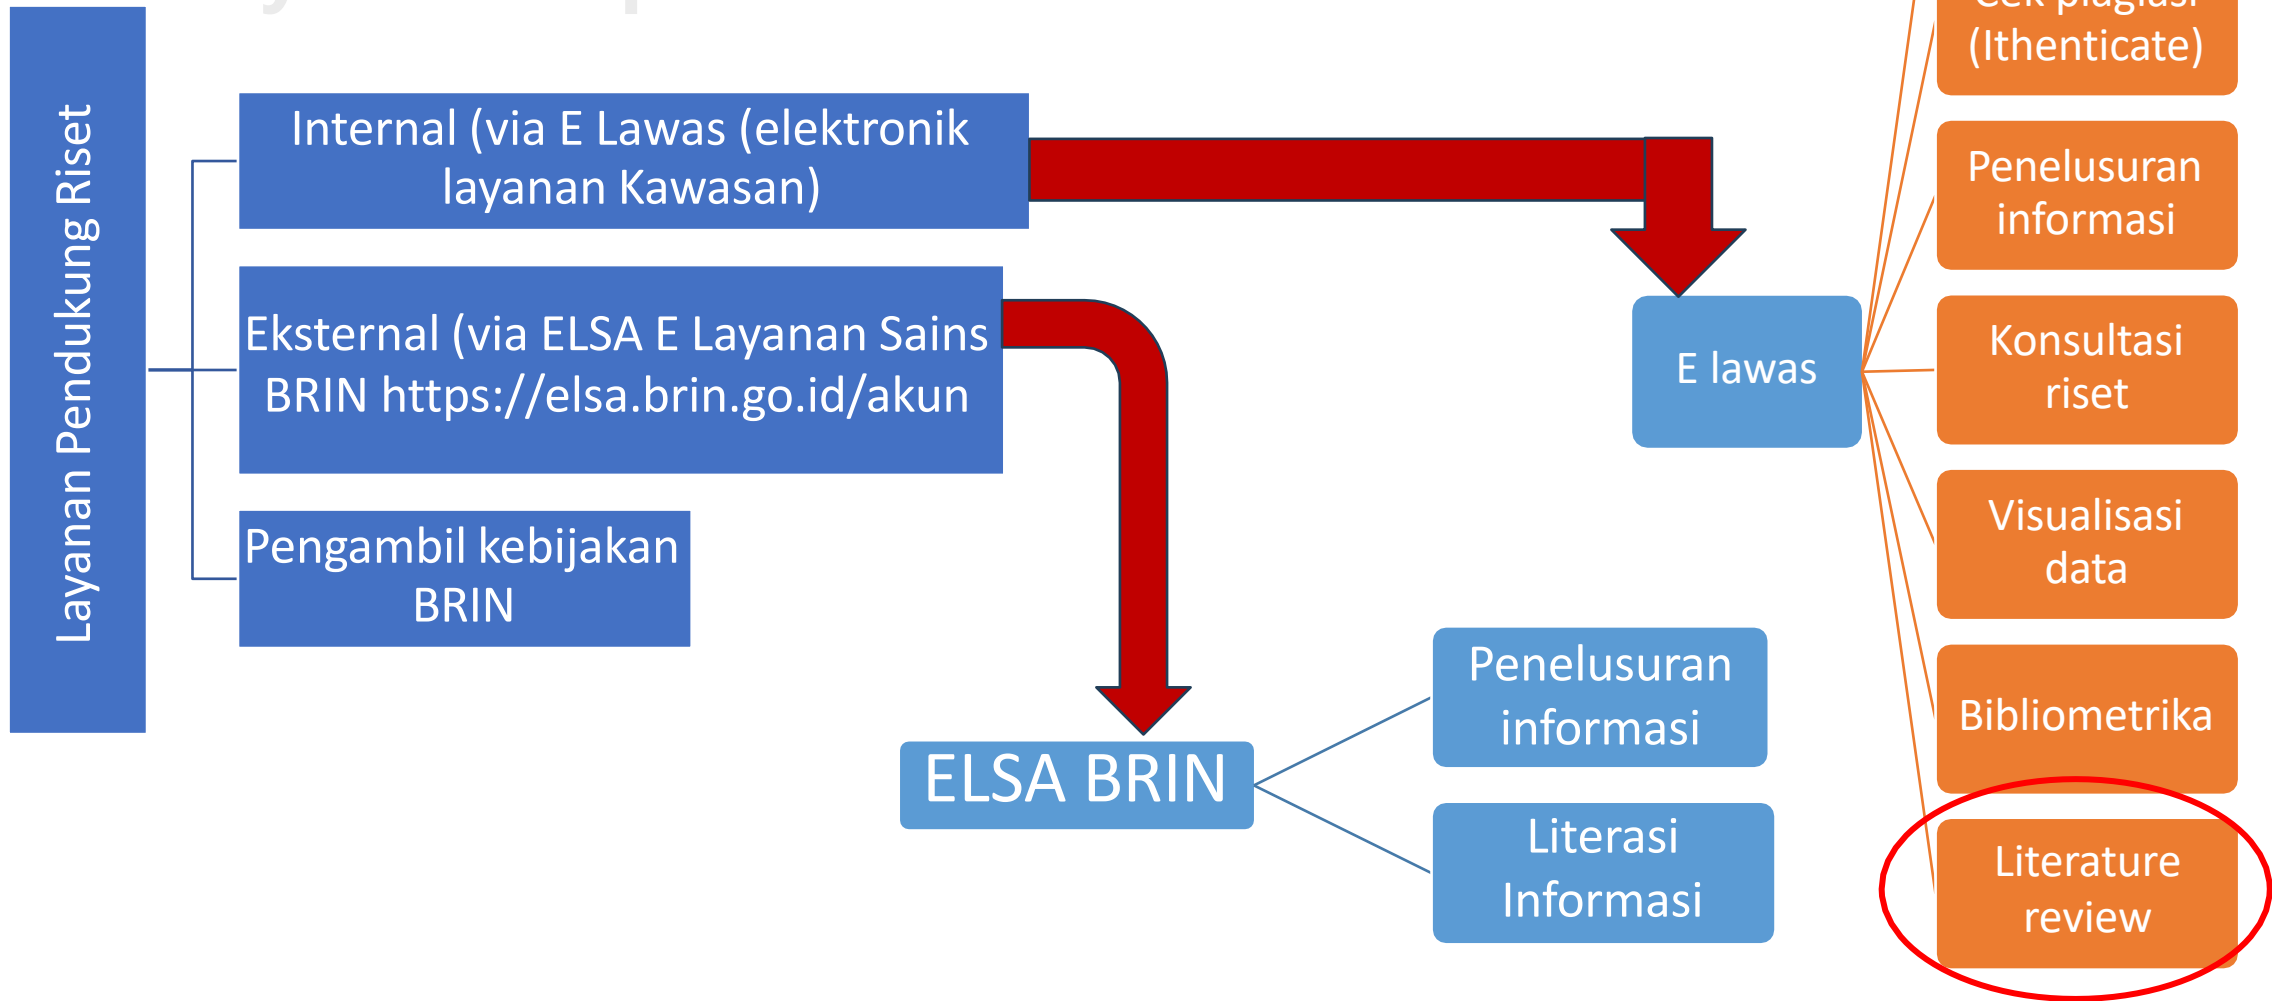 Layanan Pendukung Riset
Internal (via E Lawas (elektronik
layanan Kawasan)
Eksternal (via ELSA E Layanan Sains
BRIN https://elsa.brin.go.id/akun
Pengambil kebijakan
BRIN
ELSA BRIN
Penelusuran
informasi
Literasi
Informasi
E lawas
Cek plagiasi
(Ithenticate)
Penelusuran
informasi
Konsultasi
riset
Visualisasi
data
Bibliometrika
Literature
review